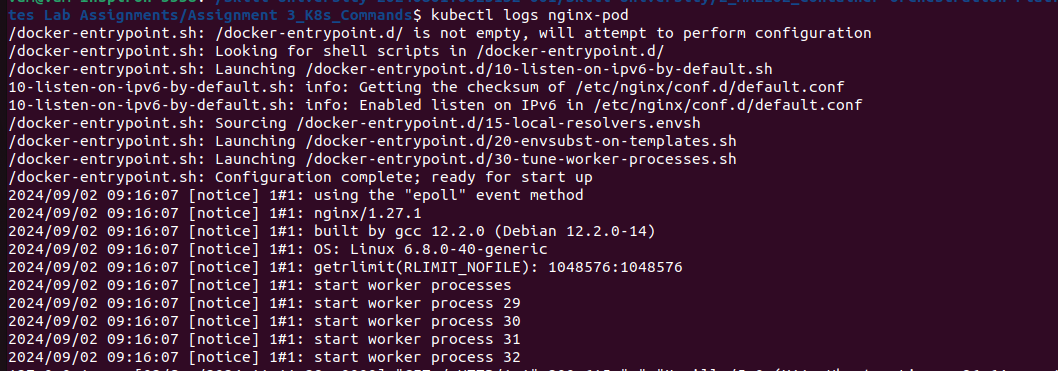 tes Lab Assignments/Assignment 3_K8s_Commands$ kubectl logs nginx-pod
/docker-entrypoint.sh: /docker-entrypoint.d/ is not empty, will attempt to perform configuration
/docker-entrypoint.sh: Looking for shell scripts in /docker-entrypoint.d/
/docker-entrypoint.sh: Launching /docker-entrypoint.d/10-listen-on-ipv6-by-default.sh
10-listen-on-ipv6-by-default.sh: info: Getting the checksum of /etc/nginx/conf.d/default.conf
10-listen-on-ipv6-by-default.sh: info: Enabled listen on IPv6 in /etc/nginx/conf.d/default.conf
/docker-entrypoint.sh: Sourcing /docker-entrypoint.d/15-local-resolvers.envsh
/docker-entrypoint.sh: Launching /docker-entrypoint.d/20-envsubst-on-templates.sh
/docker-entrypoint.sh: Launching /docker-entrypoint.d/30-tune-worker-processes.sh
/docker-entrypoint.sh: Configuration complete; ready for start up
2024/09/02 09:16:07 [notice] 1#1: using the "epoll" event method
2024/09/02 09:16:07 [notice] 1#1: nginx/1.27.1
2024/09/02 09:16:07 [notice] 1#1: built by gcc 12.2.0 (Debian 12.2.0-14)
2024/09/02 09:16:07 [notice] 1#1: OS: Linux 6.8.0-40-generic
2024/09/02 09:16:07 [notice] 1#1: getrlimit(RLIMIT_NOFILE): 1048576:1048576
2024/09/02 09:16:07 [notice] 1#1: start worker processes
2024/09/02 09:16:07 [notice] 1#1: start worker process 29
2024/09/02 09:16:07 [notice] 1#1: start worker process 30
2024/09/02 09:16:07 [notice] 1#1: start worker process 31
2024/09/02 09:16:07 [notice] 1#1: start worker process 32